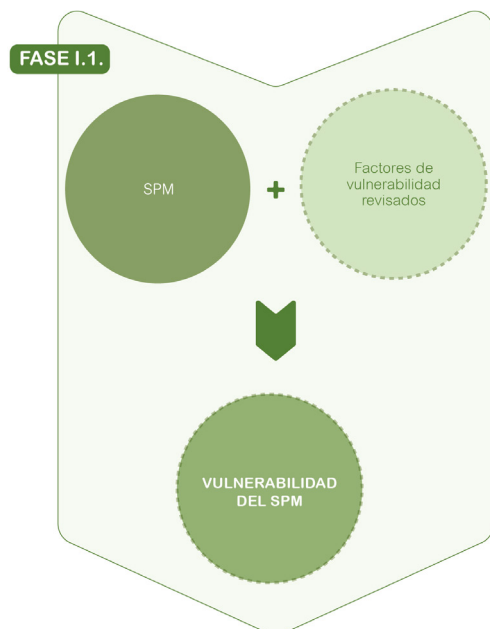 FASE I.1.
SPM
+
Factores de
vulnerabilidad
revisados
VULNERABILIDAD
DEL SPM